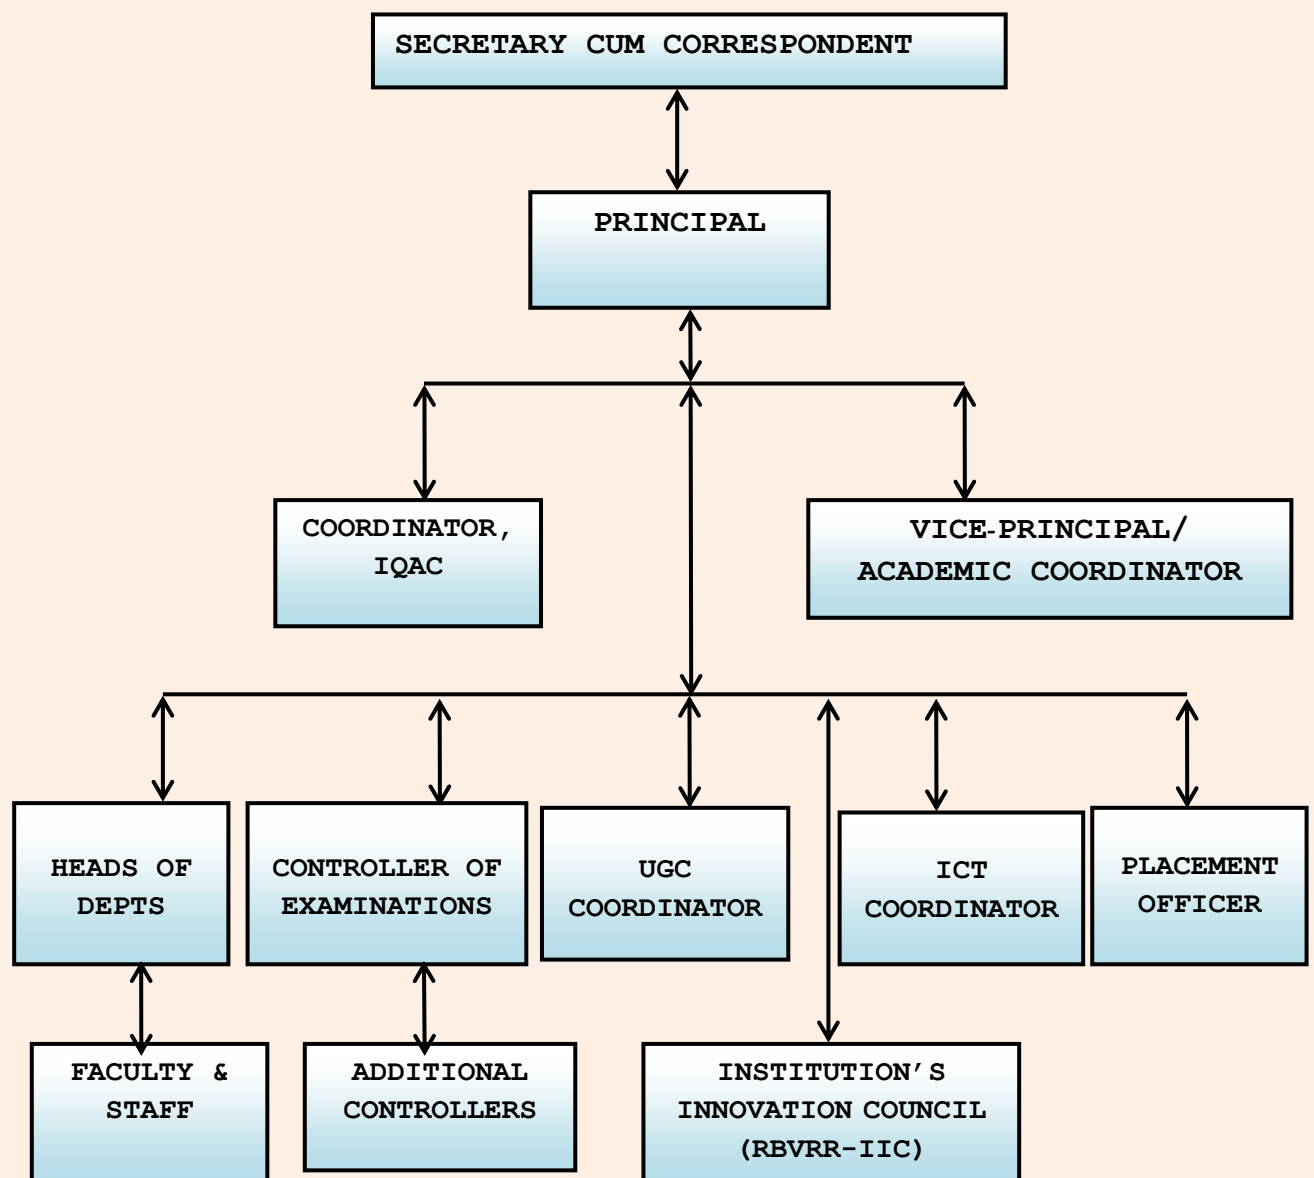 SECRETARY CUM CORRESPONDENT
PRINCIPAL
COORDINATOR,
IQAC
VICE-PRINCIPAL/
ACADEMIC COORDINATOR
HEADS OF
DEPTS
CONTROLLER OF
EXAMINATIONS
UGC
COORDINATOR
ICT
COORDINATOR
PLACEMENT
OFFICER
FACULTY &
STAFF
ADDITIONAL
CONTROLLERS
INSTITUTION’S
INNOVATION COUNCIL
(RBVRR-IIC)